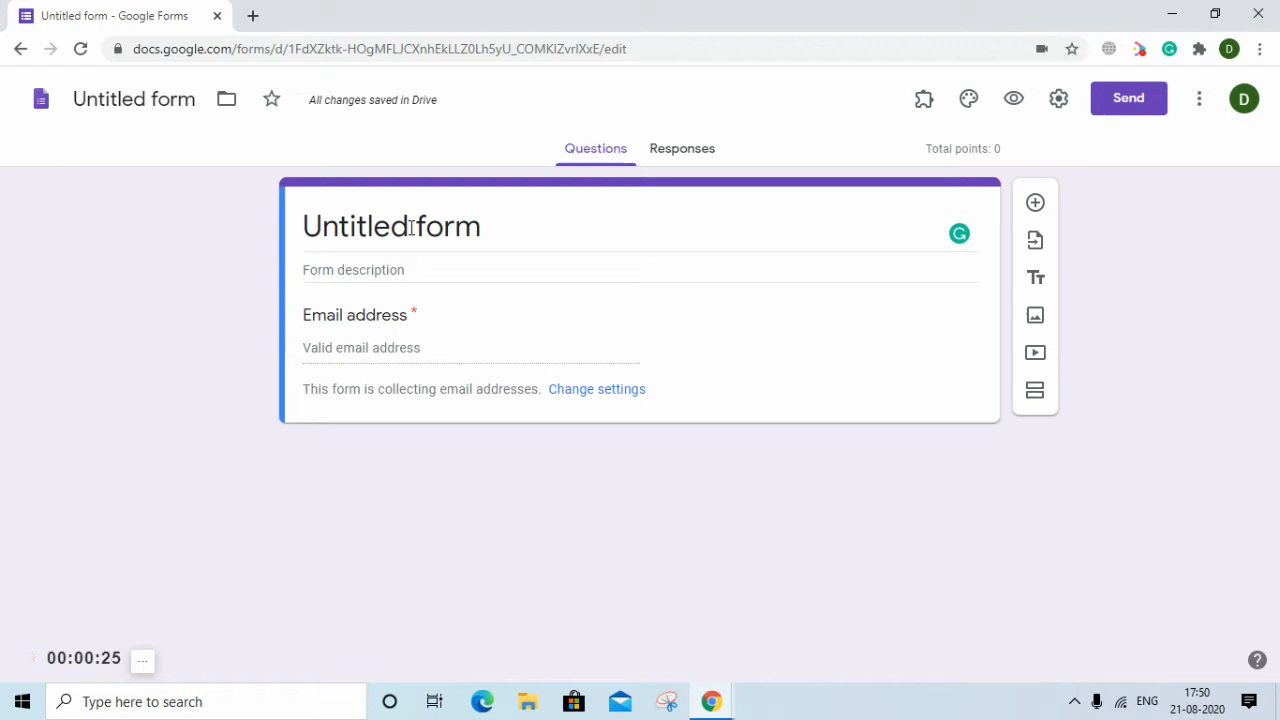 Untitled form - Google Forms
docs.google.com/forms/d/1FdXZktk-HOgMFLJCXnhEkLLZ0Lh5yU_COMKIZvrIXxE/edit
D
Untitled form
All changes saved in Drive
Send
D
Questions
Responses
Total points: 0
Untitled form
Form description
Email address *
Valid email address
This form is collecting email addresses. Change settings
00:00:25
...
Type here to search
ENG
17:50
21-08-2020